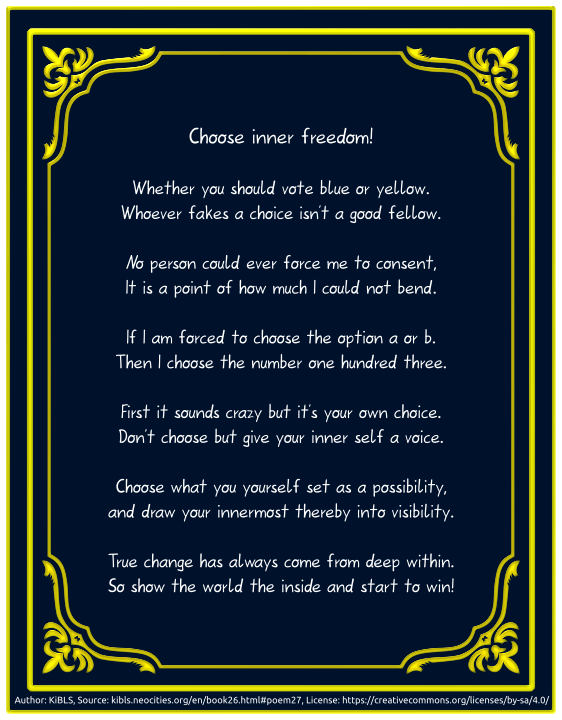 Choose inner freedom!
Whether you should vote blue or yellow.
Whoever fakes a choice isn't a good fellow.
No person could ever force me to consent,
It is a point of how much I could not bend.
If I am forced to choose the option a or b.
Then I choose the number one hundred three.
First it sounds crazy but it's your own choice.
Don't choose but give your inner self a voice.
Choose what you yourself set as a possibility,
and draw your innermost thereby into visibility.
True change has always come from deep within.
So show the world the inside and start to win!
Author: KiBLS, Source: kibls.neocities.org/en/book26.html#poem27, License: https://creativecommons.org/licenses/by-sa/4.0/